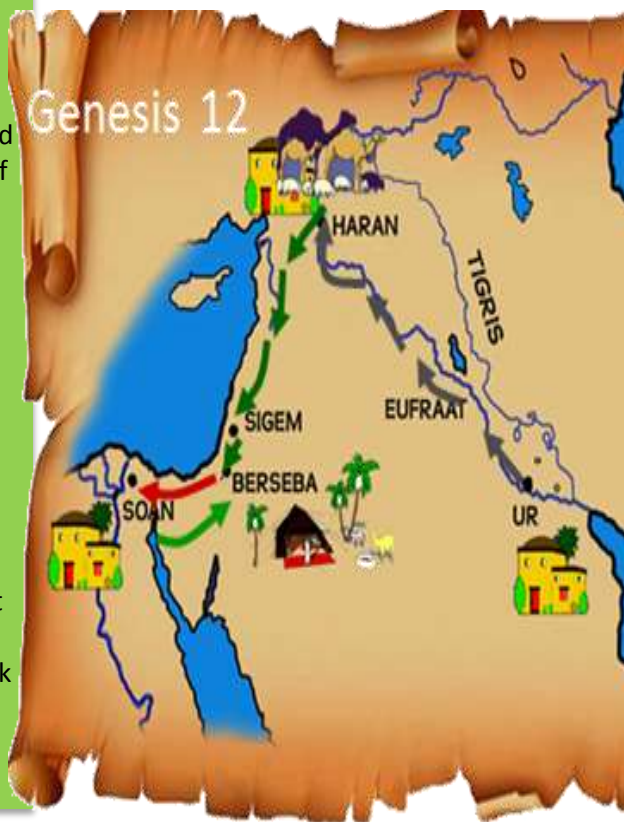 Genesis 12
d
f
HARAN
TIGRIS
EUFRAAT
SIGEM
BERSEBA
SOAN
UR
t
k